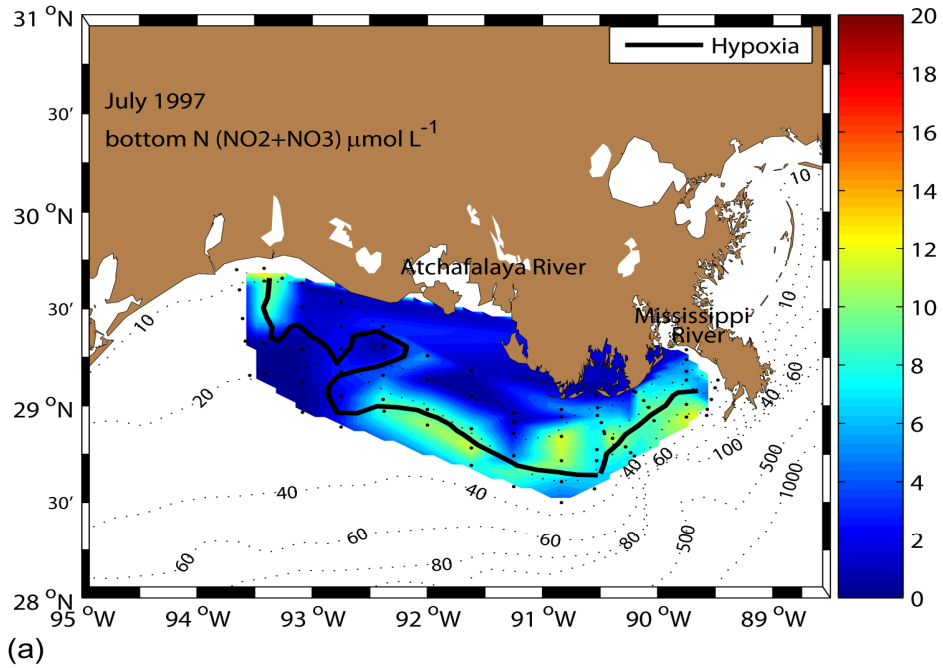 31 °N
30’
30 °N
30’
29 °N
30’
28 °N
95 °W
94 °W
93 °W
92 °W
91 °W
90 °W
89 °W
Hypoxia
July 1997
bottom N (NO2+NO3) μmol L⁻¹
Atchafalaya River
Mississippi
River
10
10
10
20
40
60
40
60
80
40
60
80
40
60
100
500
500
1000
40
60
20
18
16
14
12
10
8
6
4
2
0
(a)